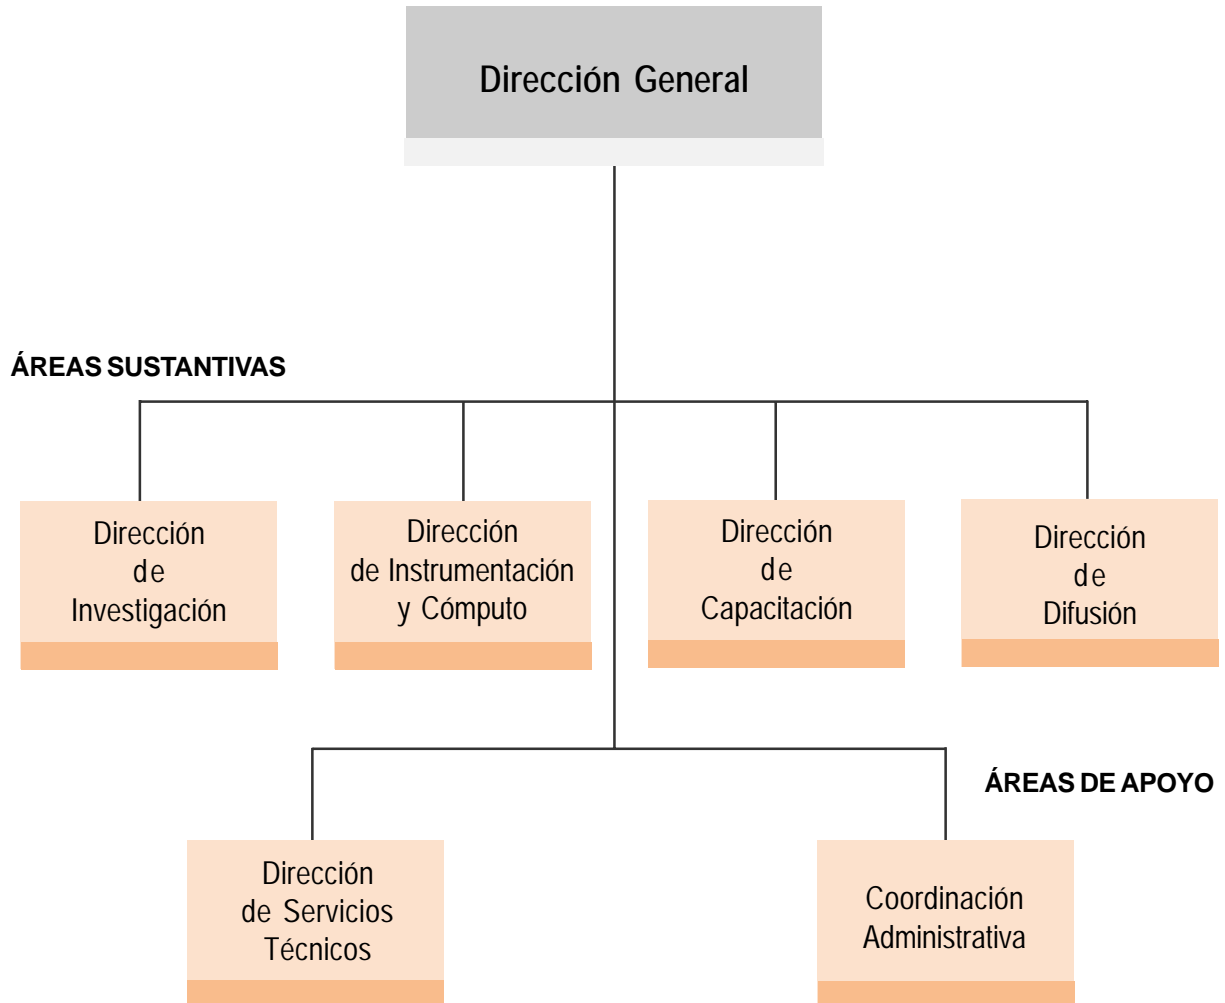 Dirección General
ÁREAS SUSTANTIVAS
Dirección
de
Investigación
Dirección
de Instrumentación
y Cómputo
Dirección
de
Capacitación
Dirección
de
Difusión
ÁREAS DE APOYO
Dirección
de Servicios
Técnicos
Coordinación
Administrativa